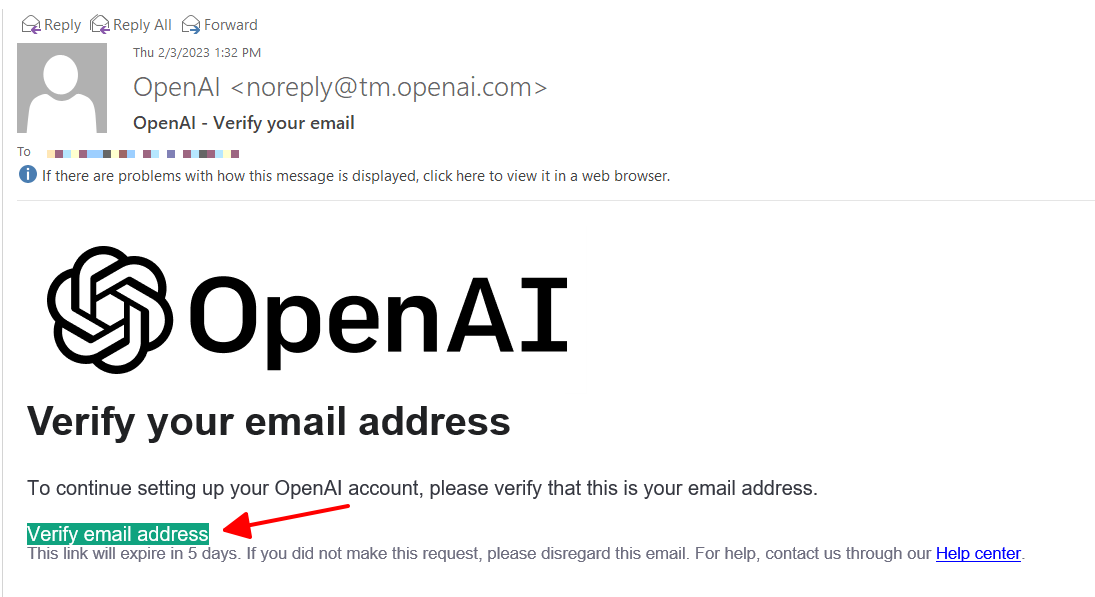 Reply Reply All Forward
Thu 2/3/2023 1:32 PM
OpenAI <noreply@tm.openai.com>
OpenAI - Verify your email
To
If there are problems with how this message is displayed, click here to view it in a web browser.
OpenAI
Verify your email address
To continue setting up your OpenAI account, please verify that this is your email address.
Verify email address
This link will expire in 5 days. If you did not make this request, please disregard this email. For help, contact us through our Help center.